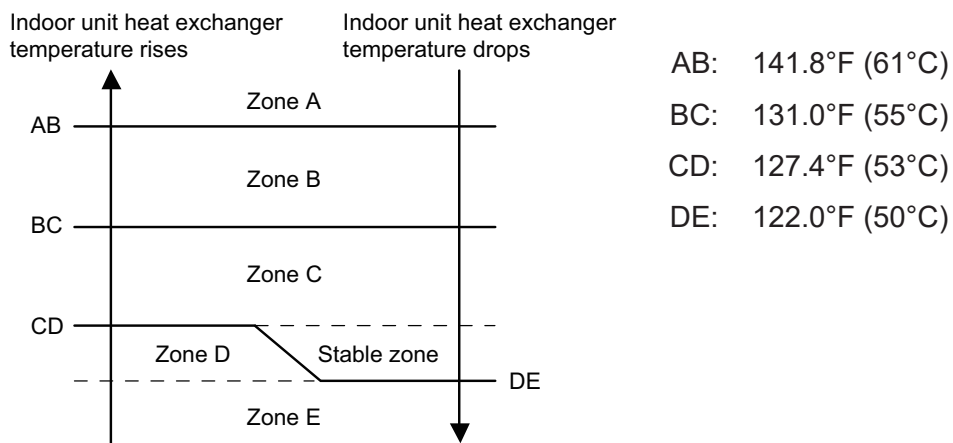 Indoor unit heat exchanger
temperature rises
Indoor unit heat exchanger
temperature drops
Zone A
AB
Zone B
BC
Zone C
CD
Zone D
Stable zone
DE
Zone E
AB: 141.8°F (61°C)
BC: 131.0°F (55°C)
CD: 127.4°F (53°C)
DE: 122.0°F (50°C)